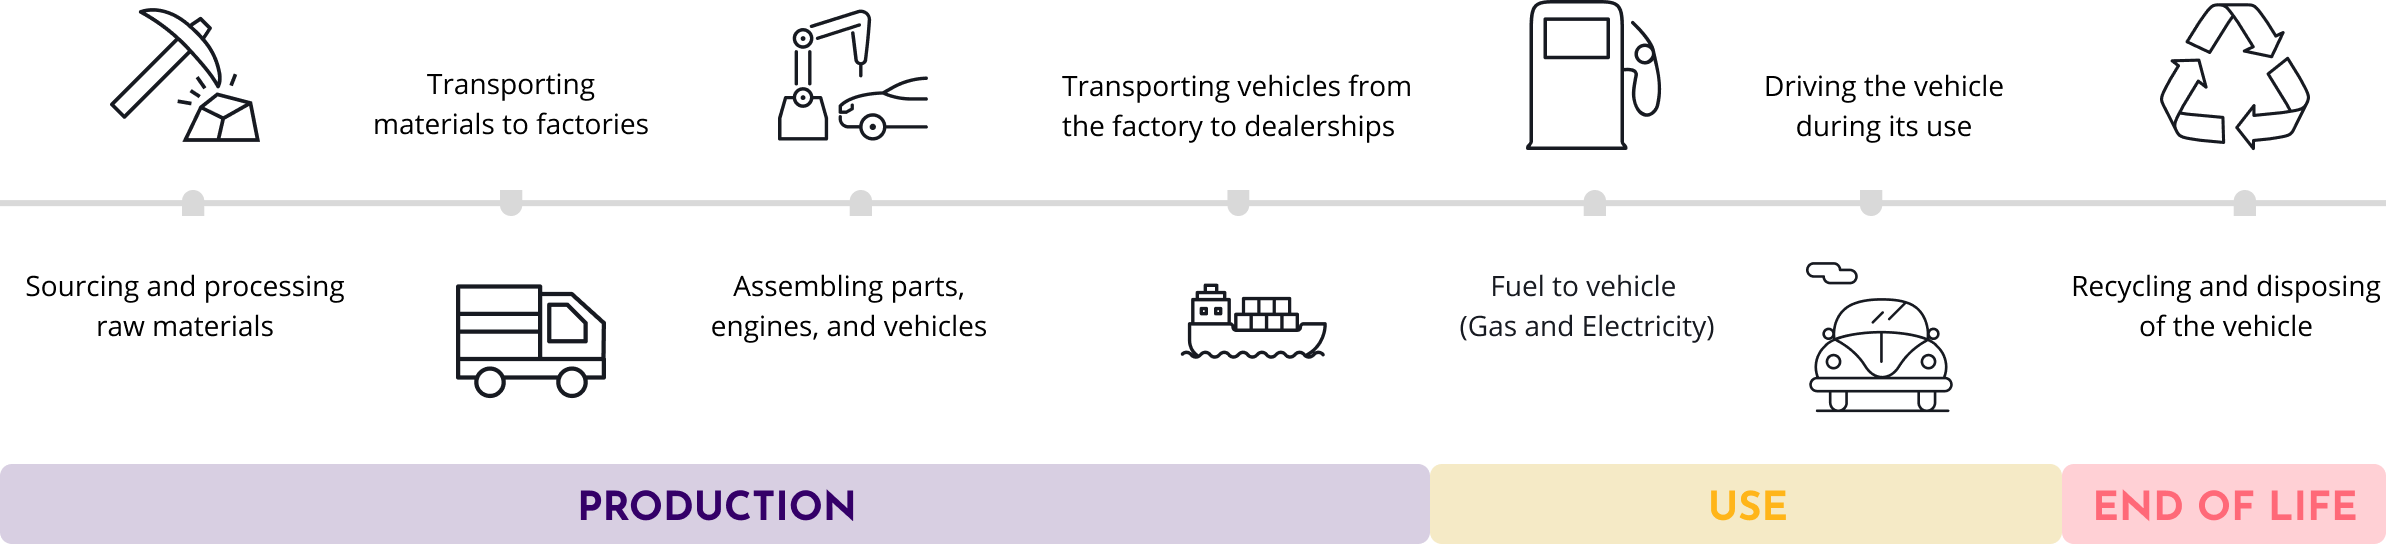 Transporting
materials to factories
Transporting vehicles from
the factory to dealerships
Driving the vehicle
during its use
Sourcing and processing
raw materials
Assembling parts,
engines, and vehicles
Fuel to vehicle
(Gas and Electricity)
Recycling and disposing
of the vehicle
PRODUCTION
USE
END OF LIFE